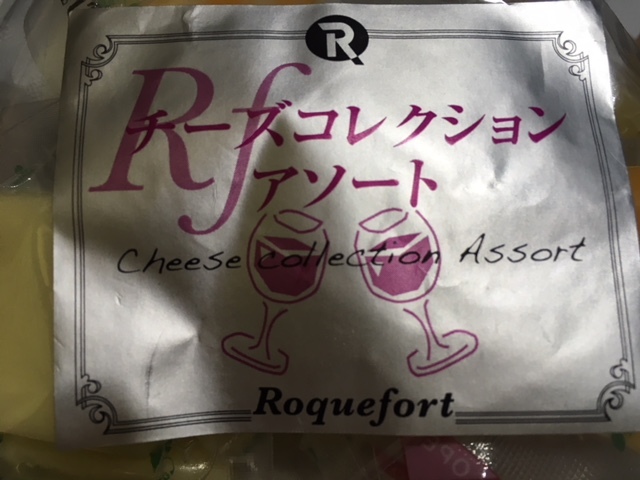 R
Rf
チーズコレクション
アソート
Cheese collection Assort
Roquefort